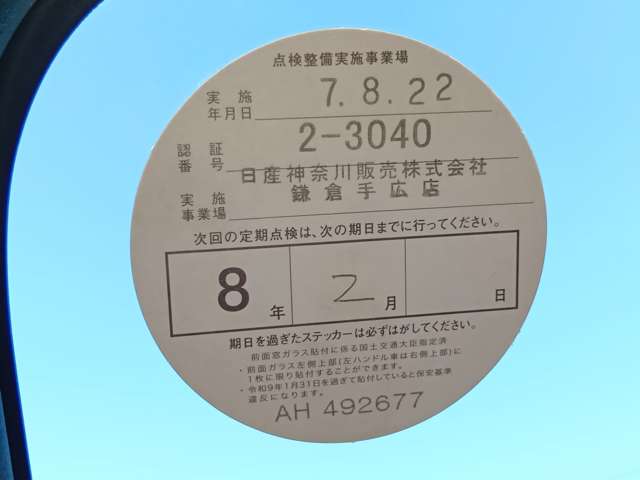 点検整備実施事業場
実施
年月日
7.8.22
認証
番号
2-3040
実施
事業場
日産神奈川販売株式会社
鎌倉手広店
次回の定期点検は、次の期日までに行ってください。
8年 2月 日
期日を過ぎたステッカーは必ずはがしてください。
前面窓ガラス貼付に係る国土交通大臣指定済
・前面ガラス左側上部(左ハンドル車は右側上部)に
1枚に限り貼付することができます。
・令和9年1月31日を過ぎて貼付していると保安基準
違反になります。
AH 492677